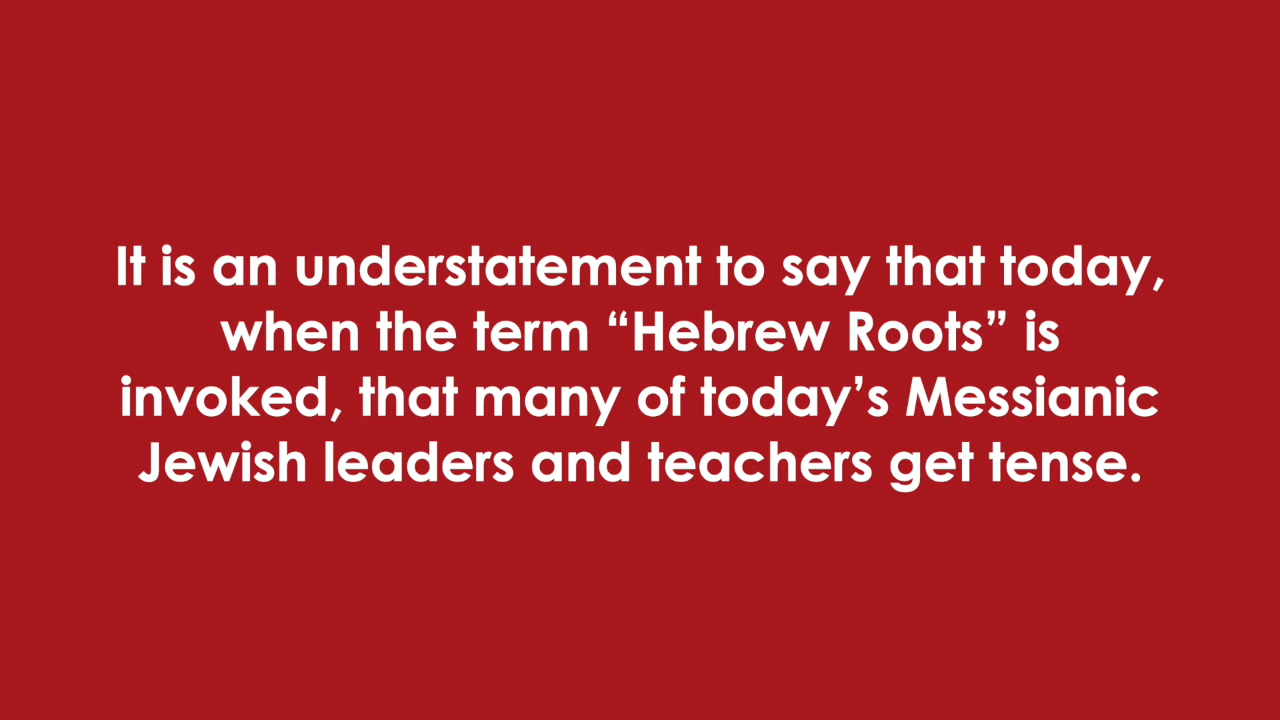 It is an understatement to say that today,
when the term “Hebrew Roots” is
invoked, that many of today’s Messianic
Jewish leaders and teachers get tense.